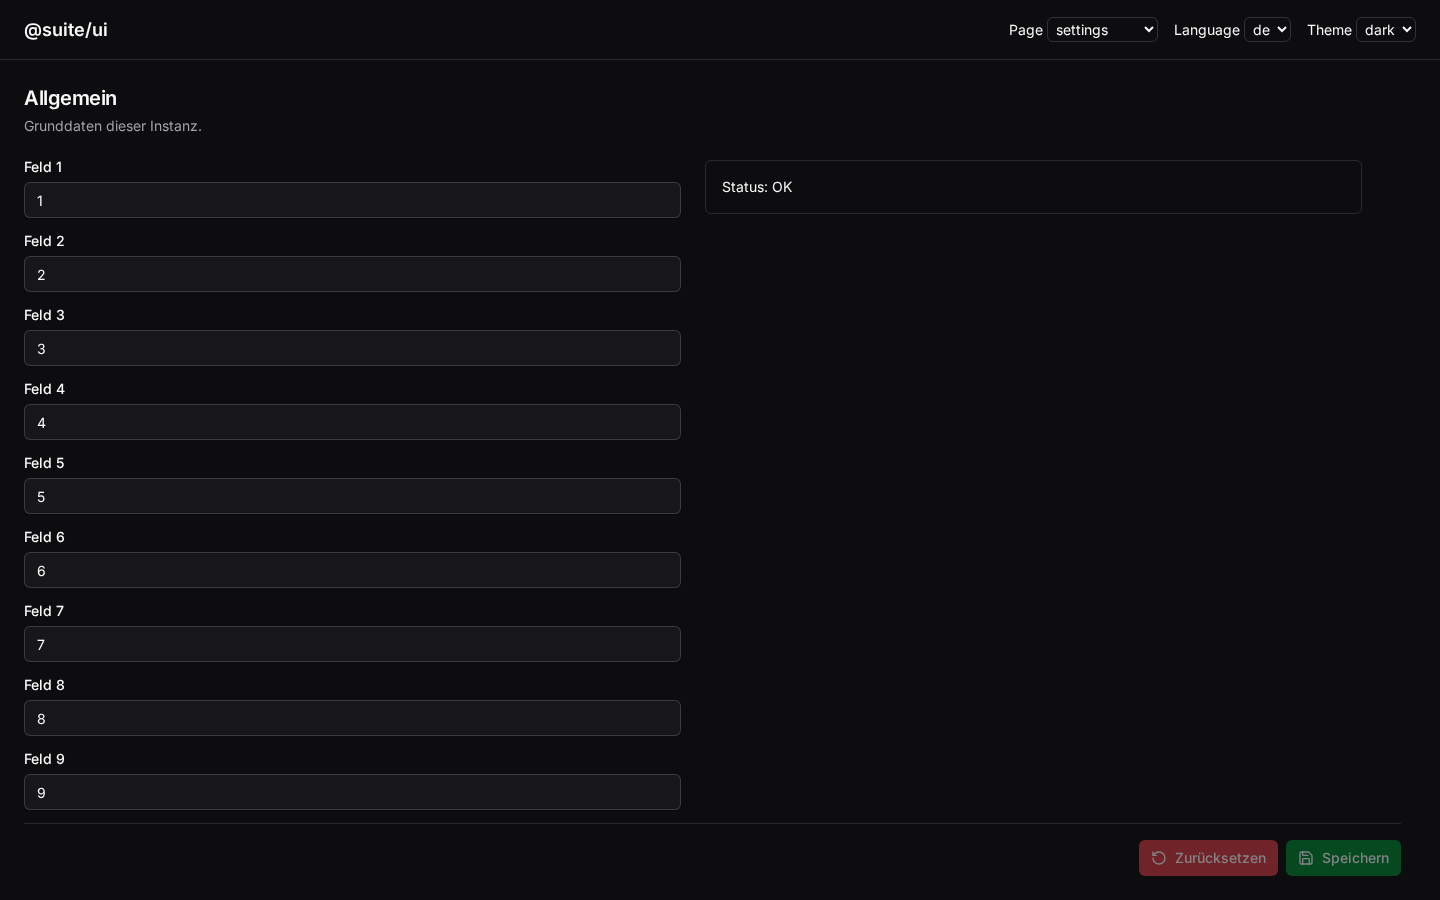 @suite/ui
Page settings Language de Theme dark
Allgemein
Grunddaten dieser Instanz.
Feld 1
1
Status: OK
Feld 2
2
Feld 3
3
Feld 4
4
Feld 5
5
Feld 6
6
Feld 7
7
Feld 8
8
Feld 9
9
Zurücksetzen
Speichern